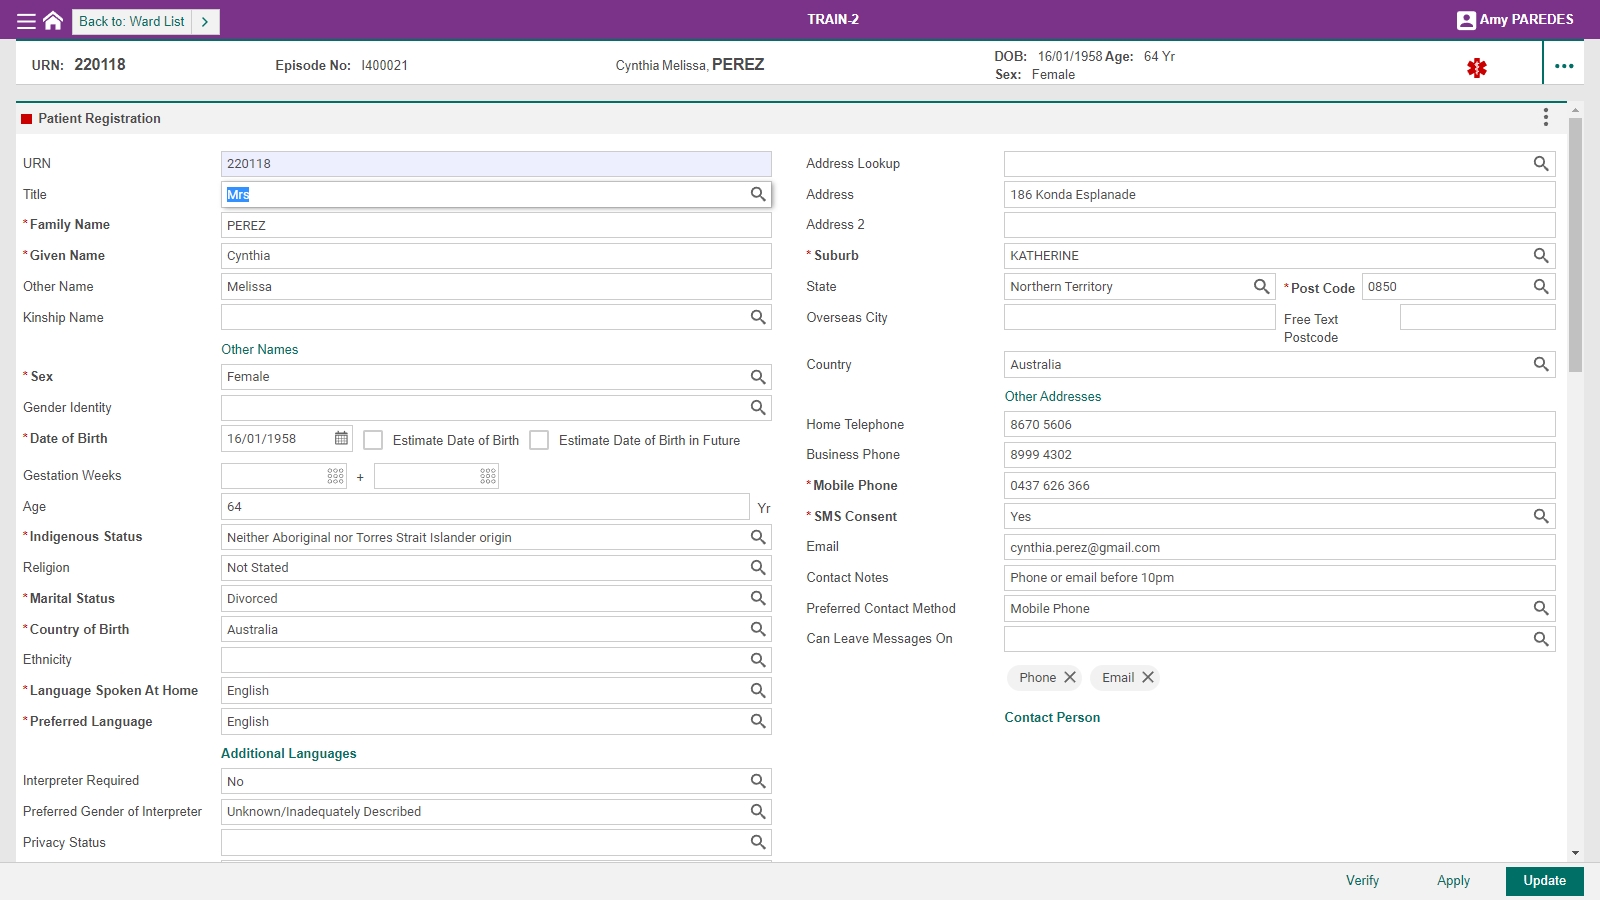 Back to: Ward List
TRAIN-2
Amy PAREDES
URN: 220118
Episode No: I400021
Cynthia Melissa, PEREZ
DOB: 16/01/1958 Age: 64 Yr
Sex: Female
Patient Registration
URN 220118
Title Mrs
*Family Name PEREZ
*Given Name Cynthia
Other Name Melissa
Kinship Name
Other Names
*Sex Female
Gender Identity
*Date of Birth 16/01/1958 Estimate Date of Birth Estimate Date of Birth in Future
Gestation Weeks +
Age 64 Yr
*Indigenous Status Neither Aboriginal nor Torres Strait Islander origin
Religion Not Stated
*Marital Status Divorced
*Country of Birth Australia
Ethnicity
*Language Spoken At Home English
*Preferred Language English
Additional Languages
Interpreter Required No
Preferred Gender of Interpreter Unknown/Inadequately Described
Privacy Status
Address Lookup
Address 186 Konda Esplanade
Address 2
*Suburb KATHERINE
State Northern Territory *Post Code 0850
Overseas City Free Text
Postcode
Country Australia
Other Addresses
Home Telephone 8670 5606
Business Phone 8999 4302
*Mobile Phone 0437 626 366
*SMS Consent Yes
Email cynthia.perez@gmail.com
Contact Notes Phone or email before 10pm
Preferred Contact Method Mobile Phone
Can Leave Messages On
Phone Email
Contact Person
Verify Apply Update